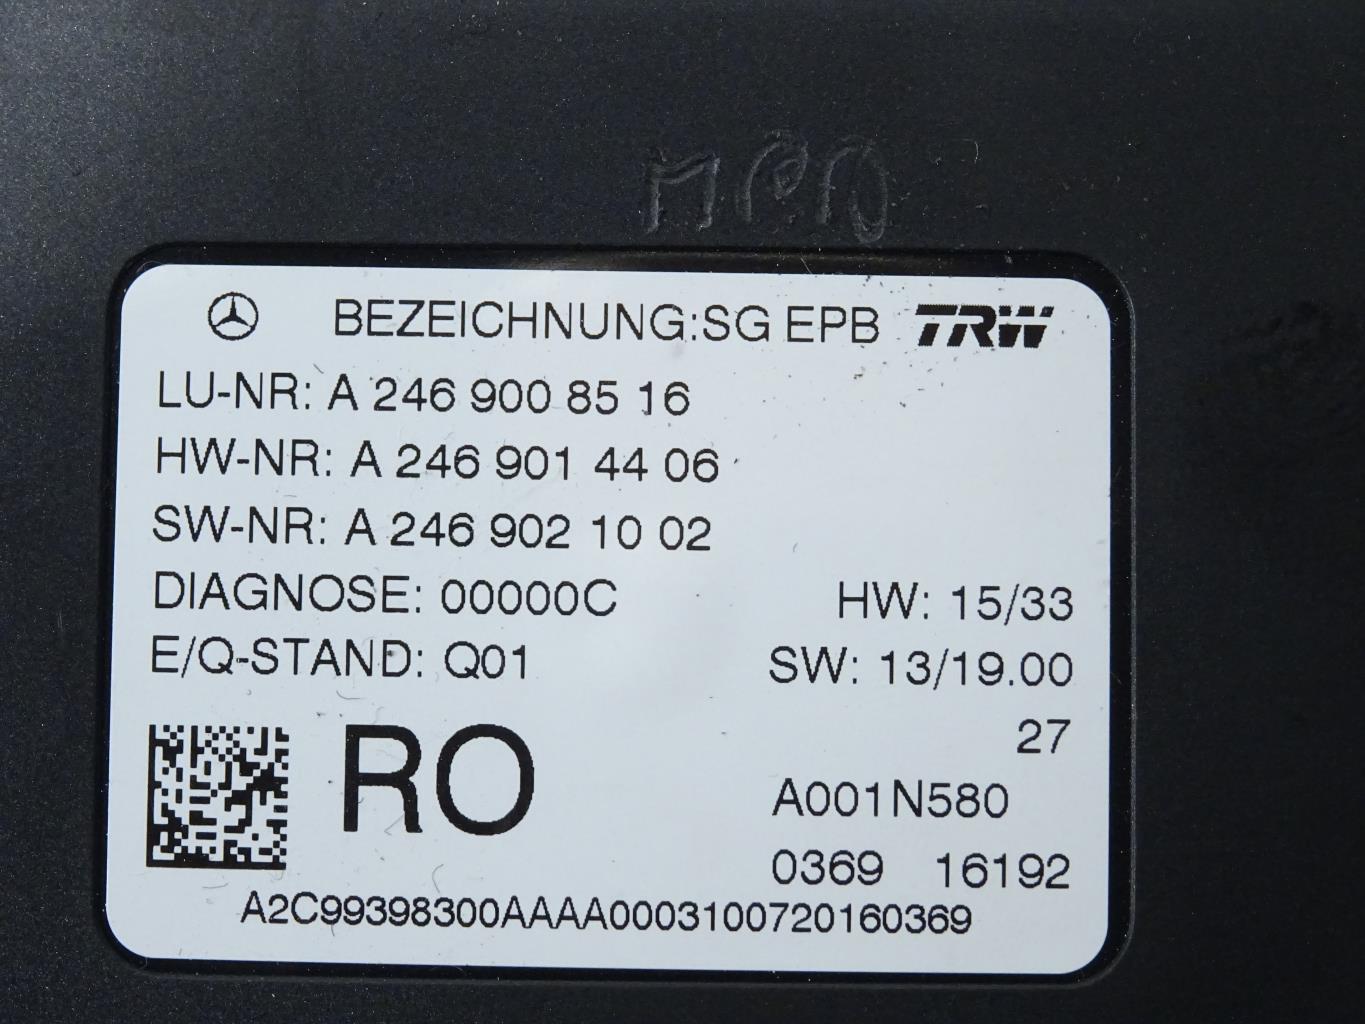 BEZEICHNUNG:SG EPB TRW
LU-NR: A 246 900 85 16
HW-NR: A 246 901 44 06
SW-NR: A 246 902 10 02
DIAGNOSE: 00000C HW: 15/33
E/Q-STAND: Q01 SW: 13/19.00
27
RO
A001N580
0369 16192
A2C99398300AAAA0003100720160369